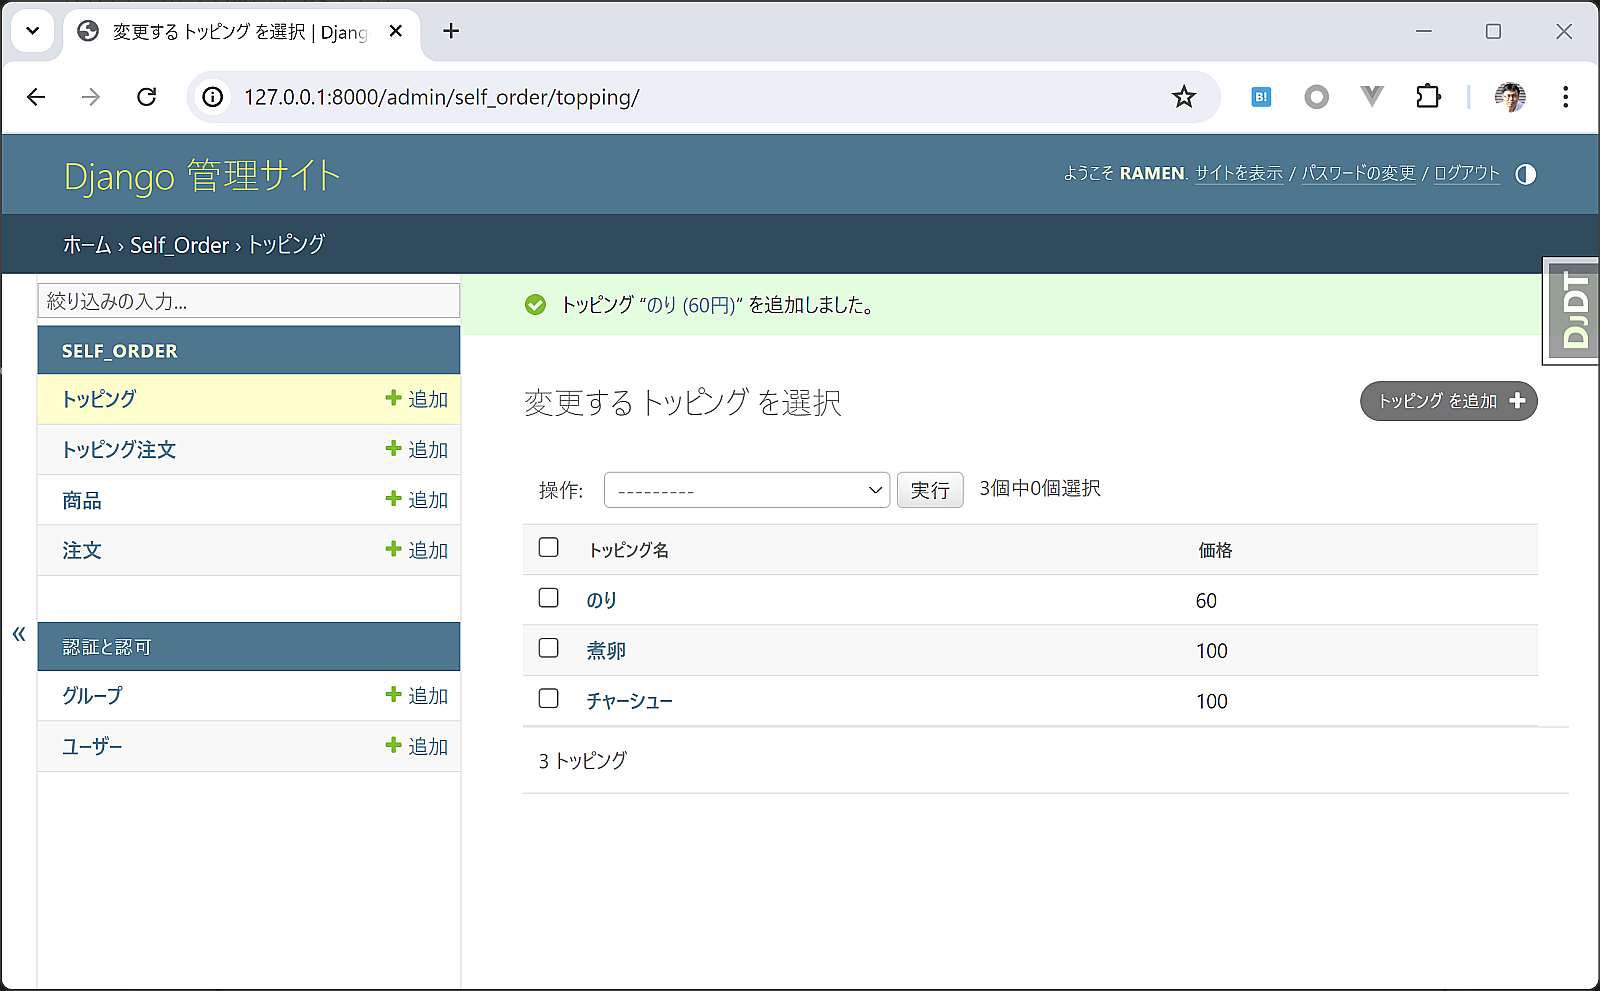 変更する トッピング を選択 | Djang
127.0.0.1:8000/admin/self_order/topping/
B!
Django 管理サイト
ようこそ RAMEN. サイトを表示 / パスワードの変更 / ログアウト
ホーム › Self_Order › トッピング
DJDT
絞り込みの入力...
トッピング “のり (60円)” を追加しました。
SELF_ORDER
トッピング 追加
トッピング注文 追加
商品 追加
注文 追加
認証と認可
グループ 追加
ユーザー 追加
«
変更する トッピング を選択
トッピング を追加
操作: --------- 実行 3個中0個選択
トッピング名 価格
のり 60
煮卵 100
チャーシュー 100
3 トッピング